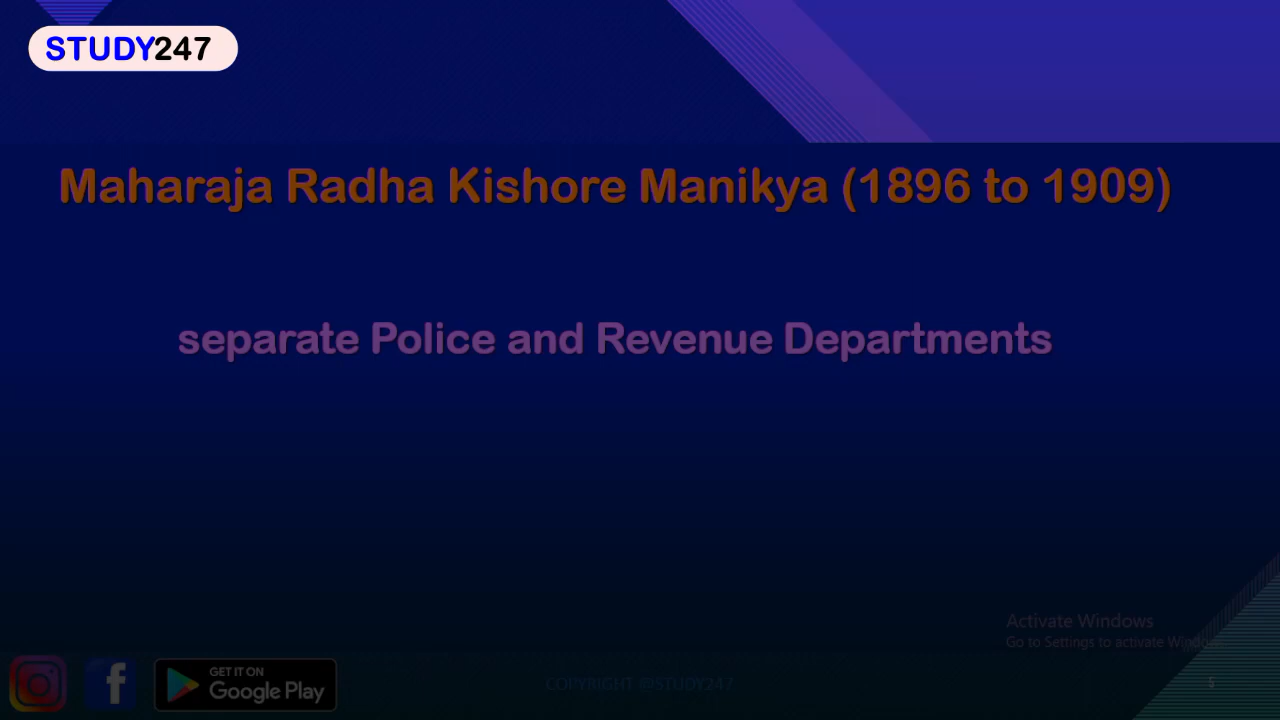 STUDY247
Maharaja Radha Kishore Manikya (1896 to 1909)
separate Police and Revenue Departments
Activate Windows
Go to Settings to activate Windows.
GET IT ON
Google Play
COPYRIGHT @STUDY247
5